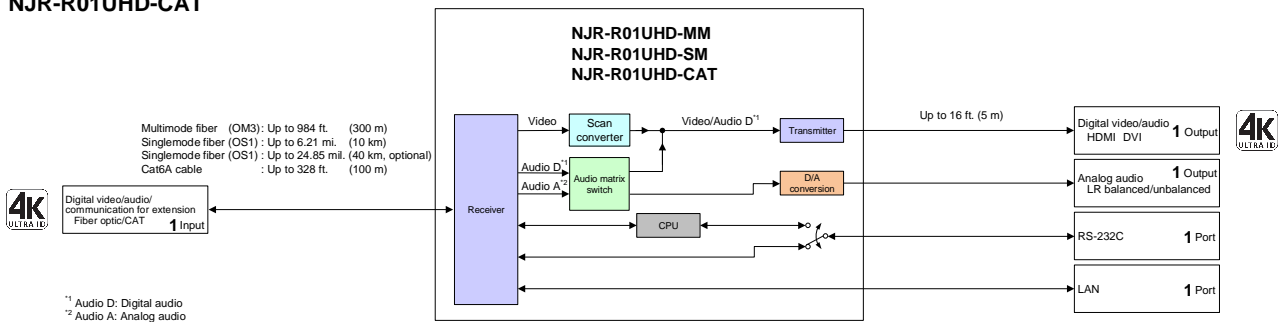 NJR-R01UHD-CAT
NJR-R01UHD-MM
NJR-R01UHD-SM
NJR-R01UHD-CAT
Multimode fiber (OM3) : Up to 984 ft. (300 m)
Singlemode fiber (OS1) : Up to 6.21 mi. (10 km)
Singlemode fiber (OS1) : Up to 24.85 mil. (40 km, optional)
Cat6A cable : Up to 328 ft. (100 m)
4K
ULTRA HD
Digital video/audio/
communication for extension
Fiber optic/CAT
1 Input
Receiver
Video
Scan
converter
Video/Audio D*1
Transmitter
Up to 16 ft. (5 m)
Digital video/audio
HDMI DVI
1 Output
4K
ULTRA HD
Audio D*1
Audio A*2
Audio matrix
switch
D/A
conversion
Analog audio
1 Output
LR balanced/unbalanced
CPU
RS-232C 1 Port
LAN 1 Port
*1 Audio D: Digital audio
*2 Audio A: Analog audio